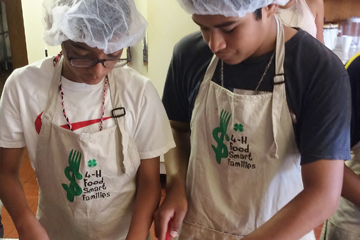 4-H
Food,
Smart
Families
4-H
Food,
Smart
Families